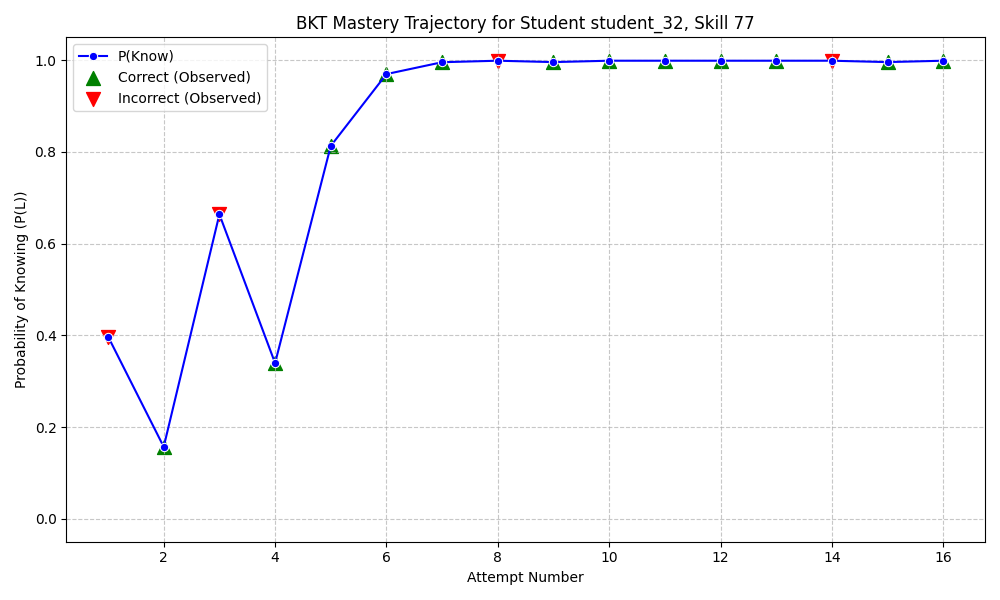 BKT Mastery Trajectory for Student student_32, Skill 77
P(Know)
Correct (Observed)
Incorrect (Observed)
Probability of Knowing (P(L))
1.0
0.8
0.6
0.4
0.2
0.0
2 4 6 8 10 12 14 16
Attempt Number